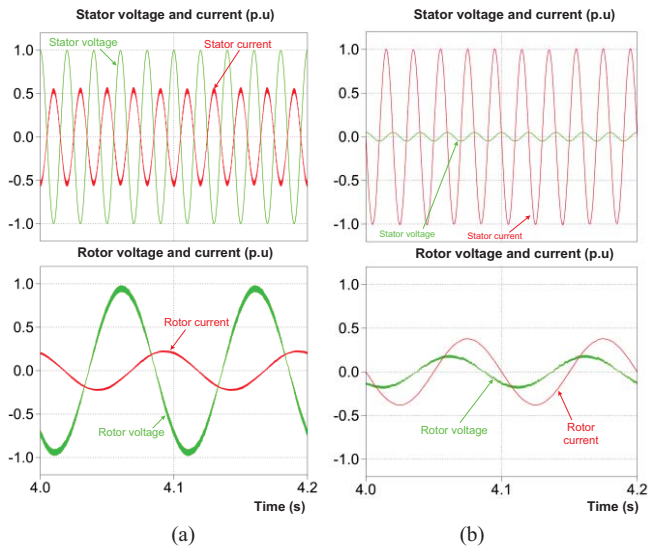 Stator voltage and current (p.u)
Stator voltage
Stator current
1.0
0.5
0.0
-0.5
-1.0
Rotor voltage and current (p.u)
1.0
0.5
0.0
-0.5
-1.0
Rotor current
Rotor voltage
4.0
4.1
4.2
Time (s)
(a)
Stator voltage and current (p.u)
1.0
0.5
0.0
-0.5
-1.0
Stator voltage
Stator current
Rotor voltage and current (p.u)
1.0
0.5
0.0
-0.5
-1.0
Rotor voltage
Rotor
current
4.0
4.1
4.2
Time (s)
(b)